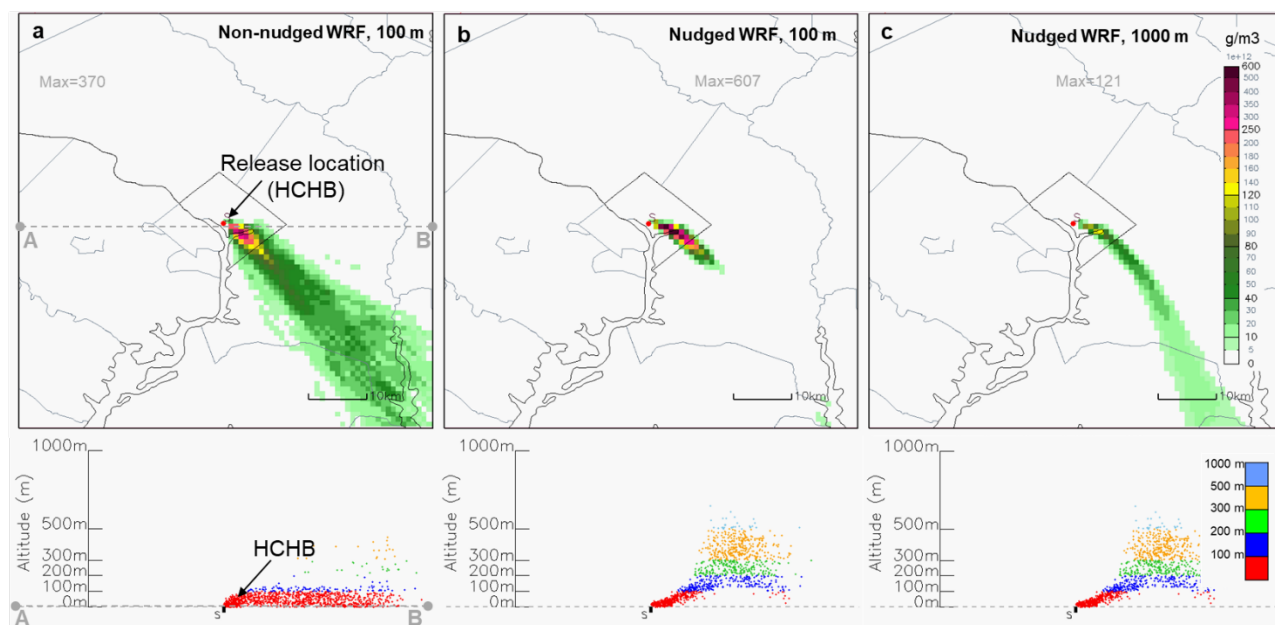 a
Non-nudged WRF, 100 m
Max=370
Release location
(HCHB)
S
A
B
10km
b
Nudged WRF, 100 m
Max=607
S
10km
c
Nudged WRF, 1000 m
Max=121
S
10km
g/m3
1e+12
600
500
400
350
300
250
200
180
160
140
120
110
100
90
80
70
60
50
40
30
20
10
5
0
Altitude (m)
1000m
500m
300m
200m
100m
0m
HCHB
S
A
B
Altitude (m)
1000m
500m
300m
200m
100m
0m
S
Altitude (m)
1000m
500m
300m
200m
100m
0m
S
1000 m
500 m
300 m
200 m
100 m